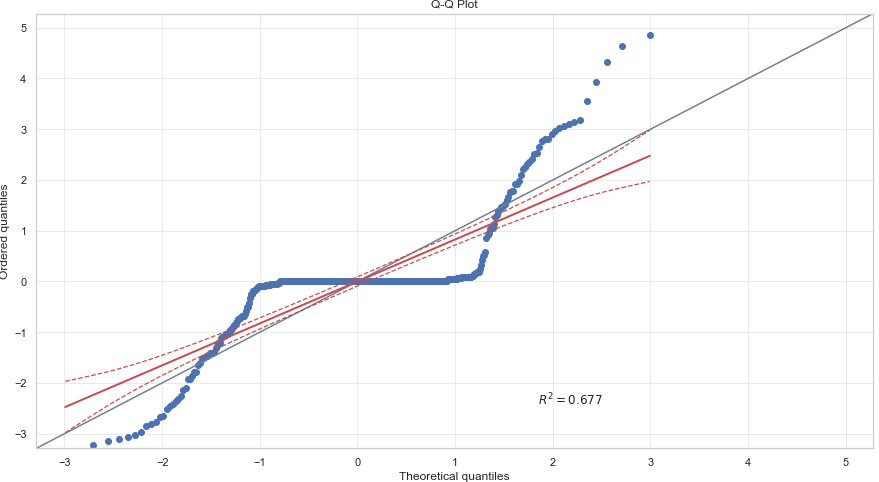 Q-Q Plot
5
4
3
2
1
0
−1
−2
−3
Ordered quantiles
R² = 0.677
−3 −2 −1 0 1 2 3 4 5
Theoretical quantiles